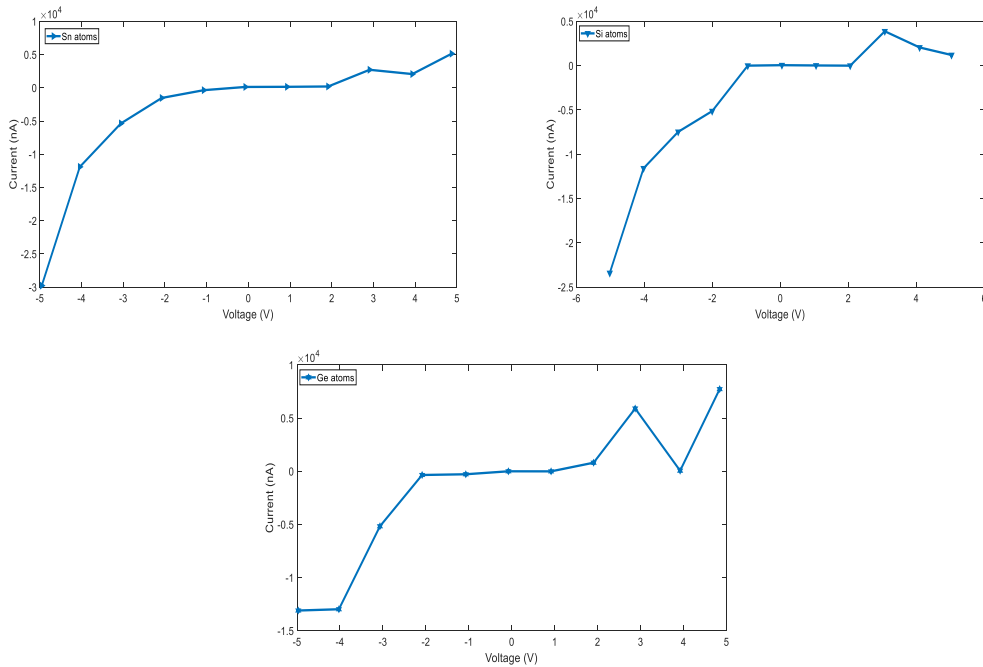 ×10⁴
Sn atoms
1
0.5
0
-0.5
-1
-1.5
-2
-2.5
-3
Current (nA)
-5 -4 -3 -2 -1 0 1 2 3 4 5
Voltage (V)
×10⁴
Si atoms
0.5
0
-0.5
-1
-1.5
-2
-2.5
Current (nA)
-6 -4 -2 0 2 4 6
Voltage (V)
×10⁴
Ge atoms
1
0.5
0
-0.5
-1
-1.5
Current (nA)
-5 -4 -3 -2 -1 0 1 2 3 4 5
Voltage (V)